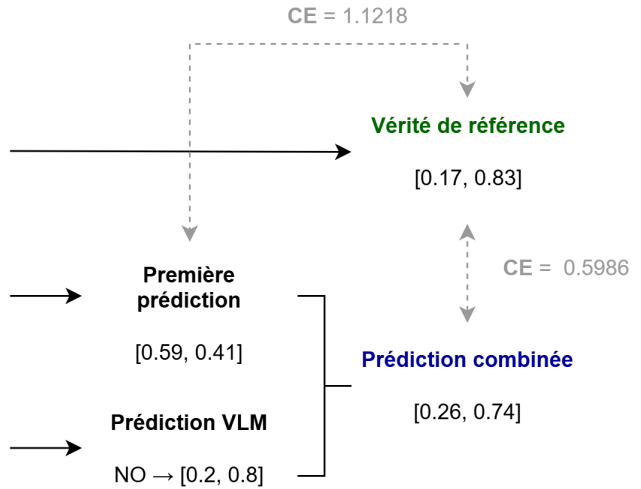 CE = 1.1218
Vérité de référence
[0.17, 0.83]
CE = 0.5986
Première
prédiction
[0.59, 0.41]
Prédiction combinée
[0.26, 0.74]
Prédiction VLM
NO → [0.2, 0.8]